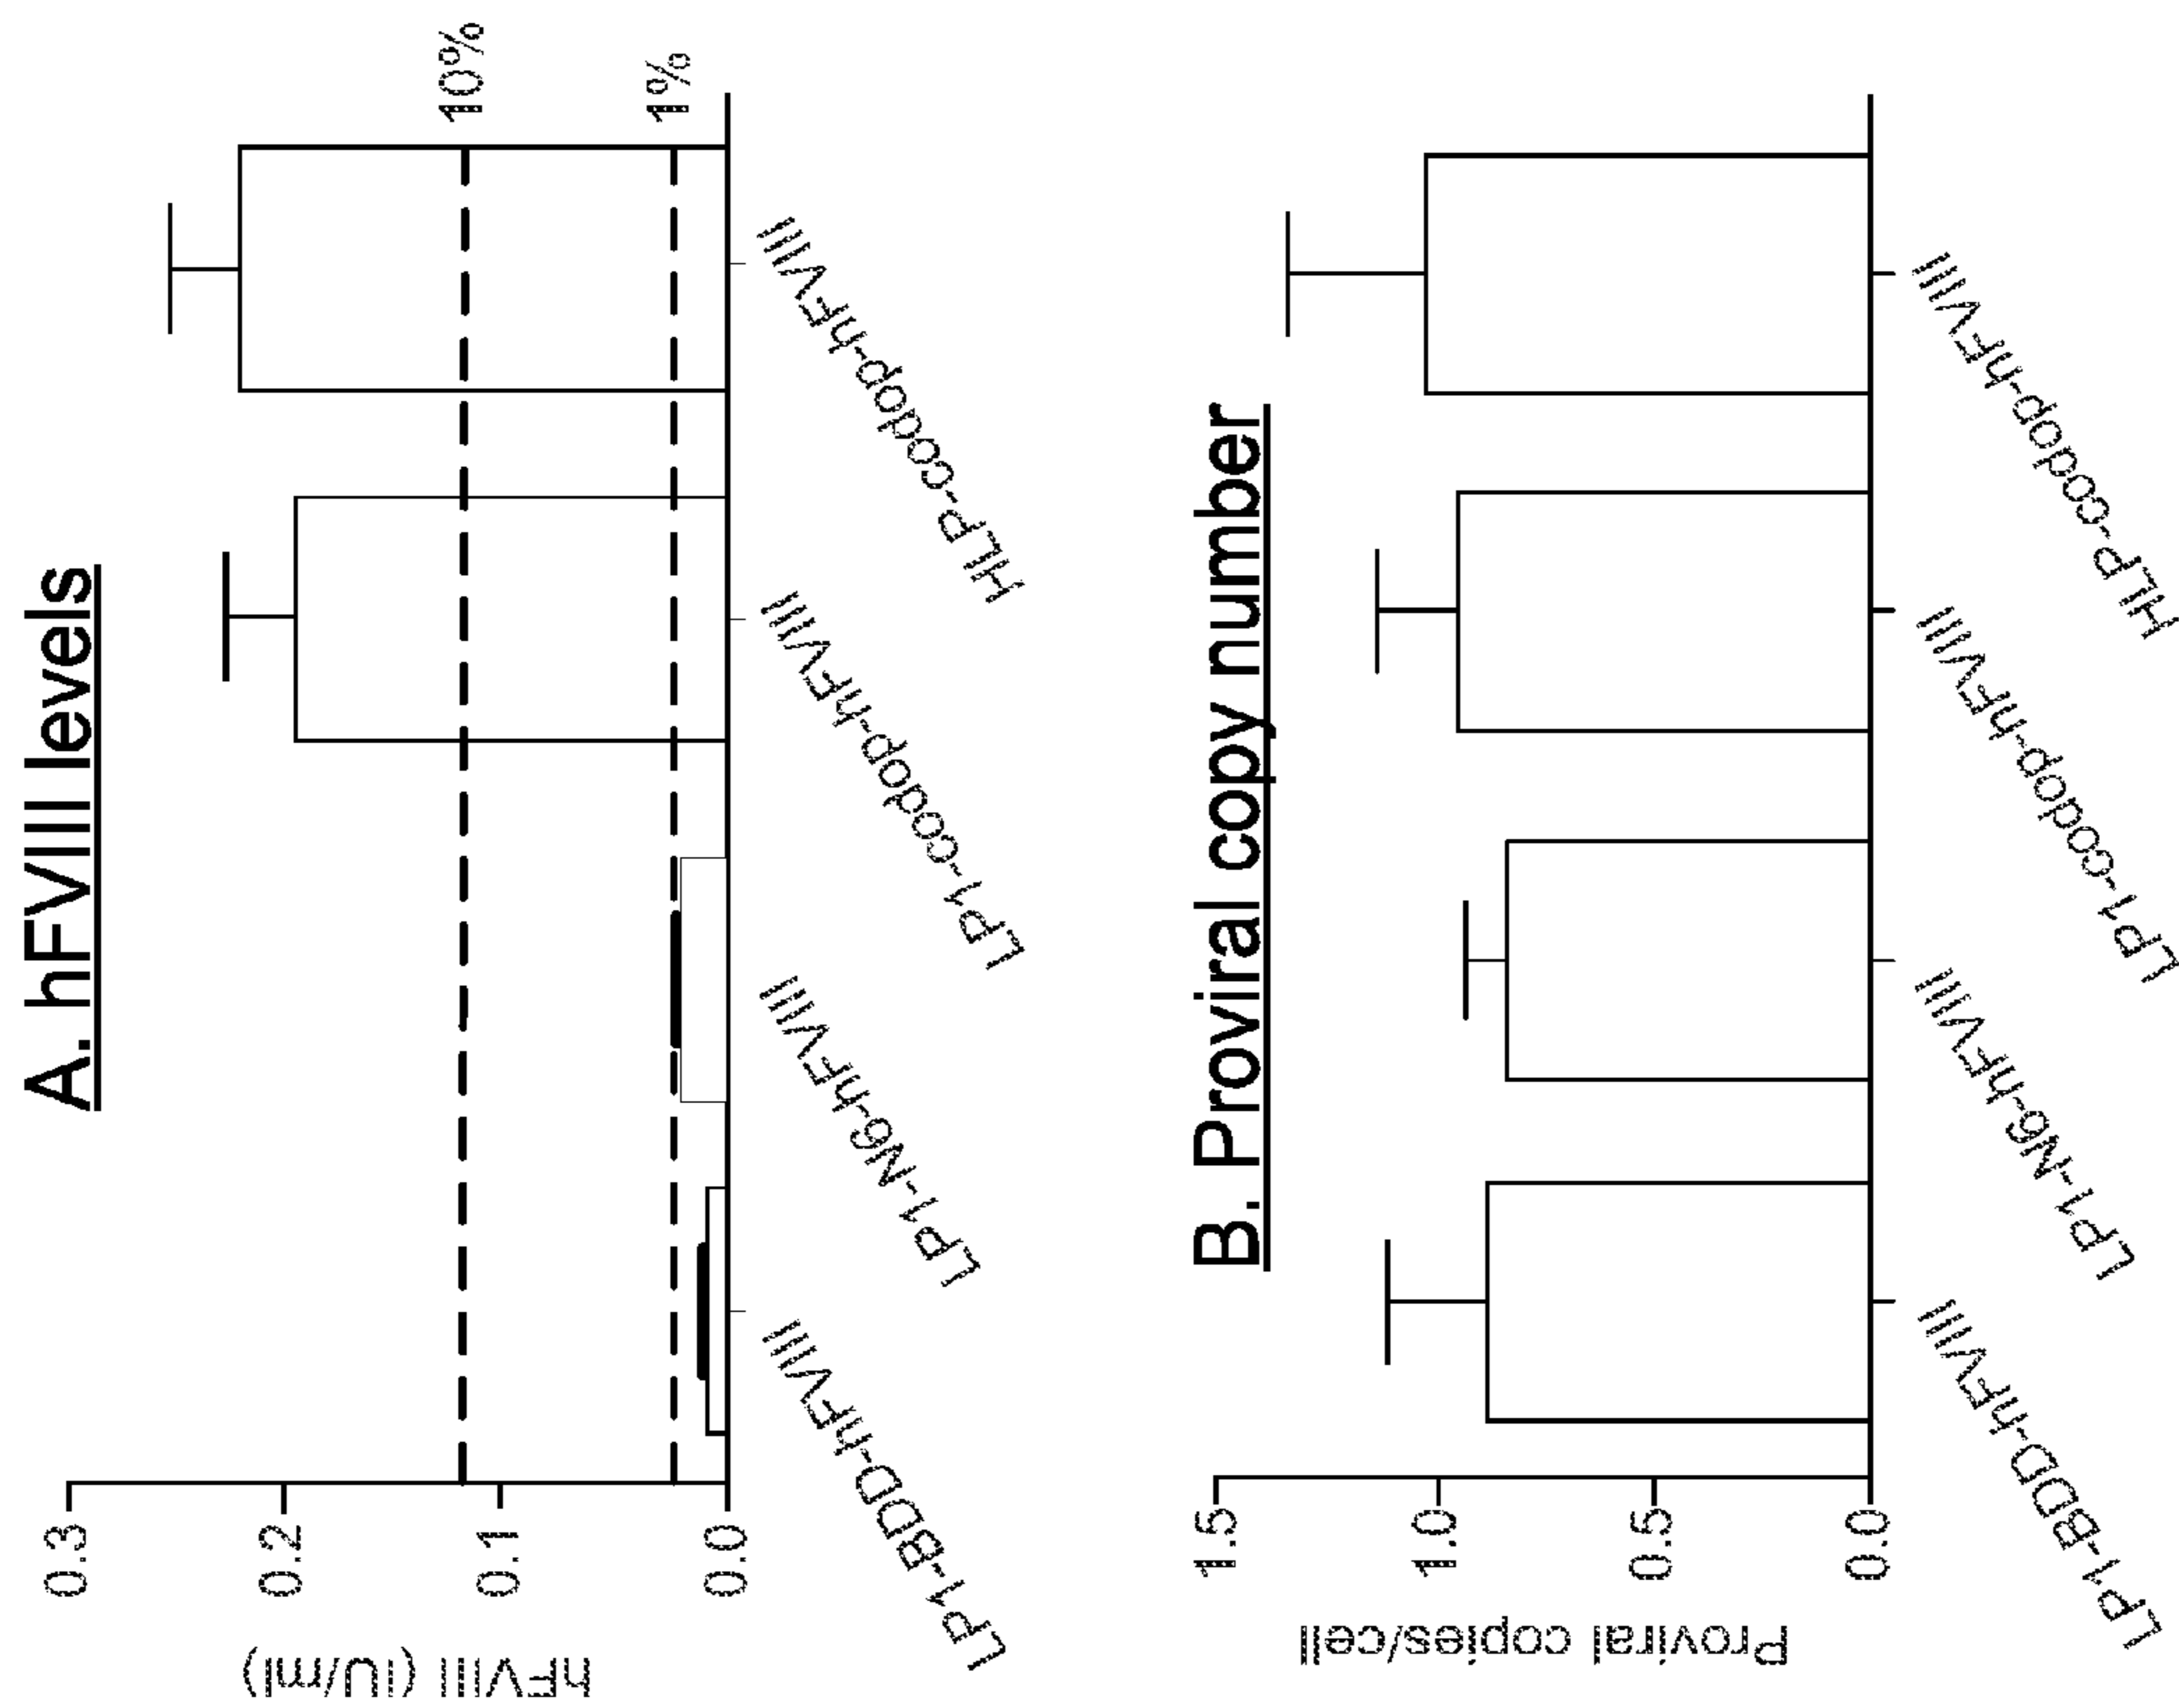 A. hFVIII levels
hFVIII (IU/ml)
0.3
0.2
0.1
0.0
10%
1%
LP1-BDD-hFVIII
LP1-N6-hFVIII
LP1-codop-hFVIII
HLP-codop-hFVIII
B. Proviral copy number
Proviral copies/cell
1.5
1.0
0.5
0.0
LP1-BDD-hFVIII
LP1-N6-hFVIII
LP1-codop-hFVIII
HLP-codop-hFVIII